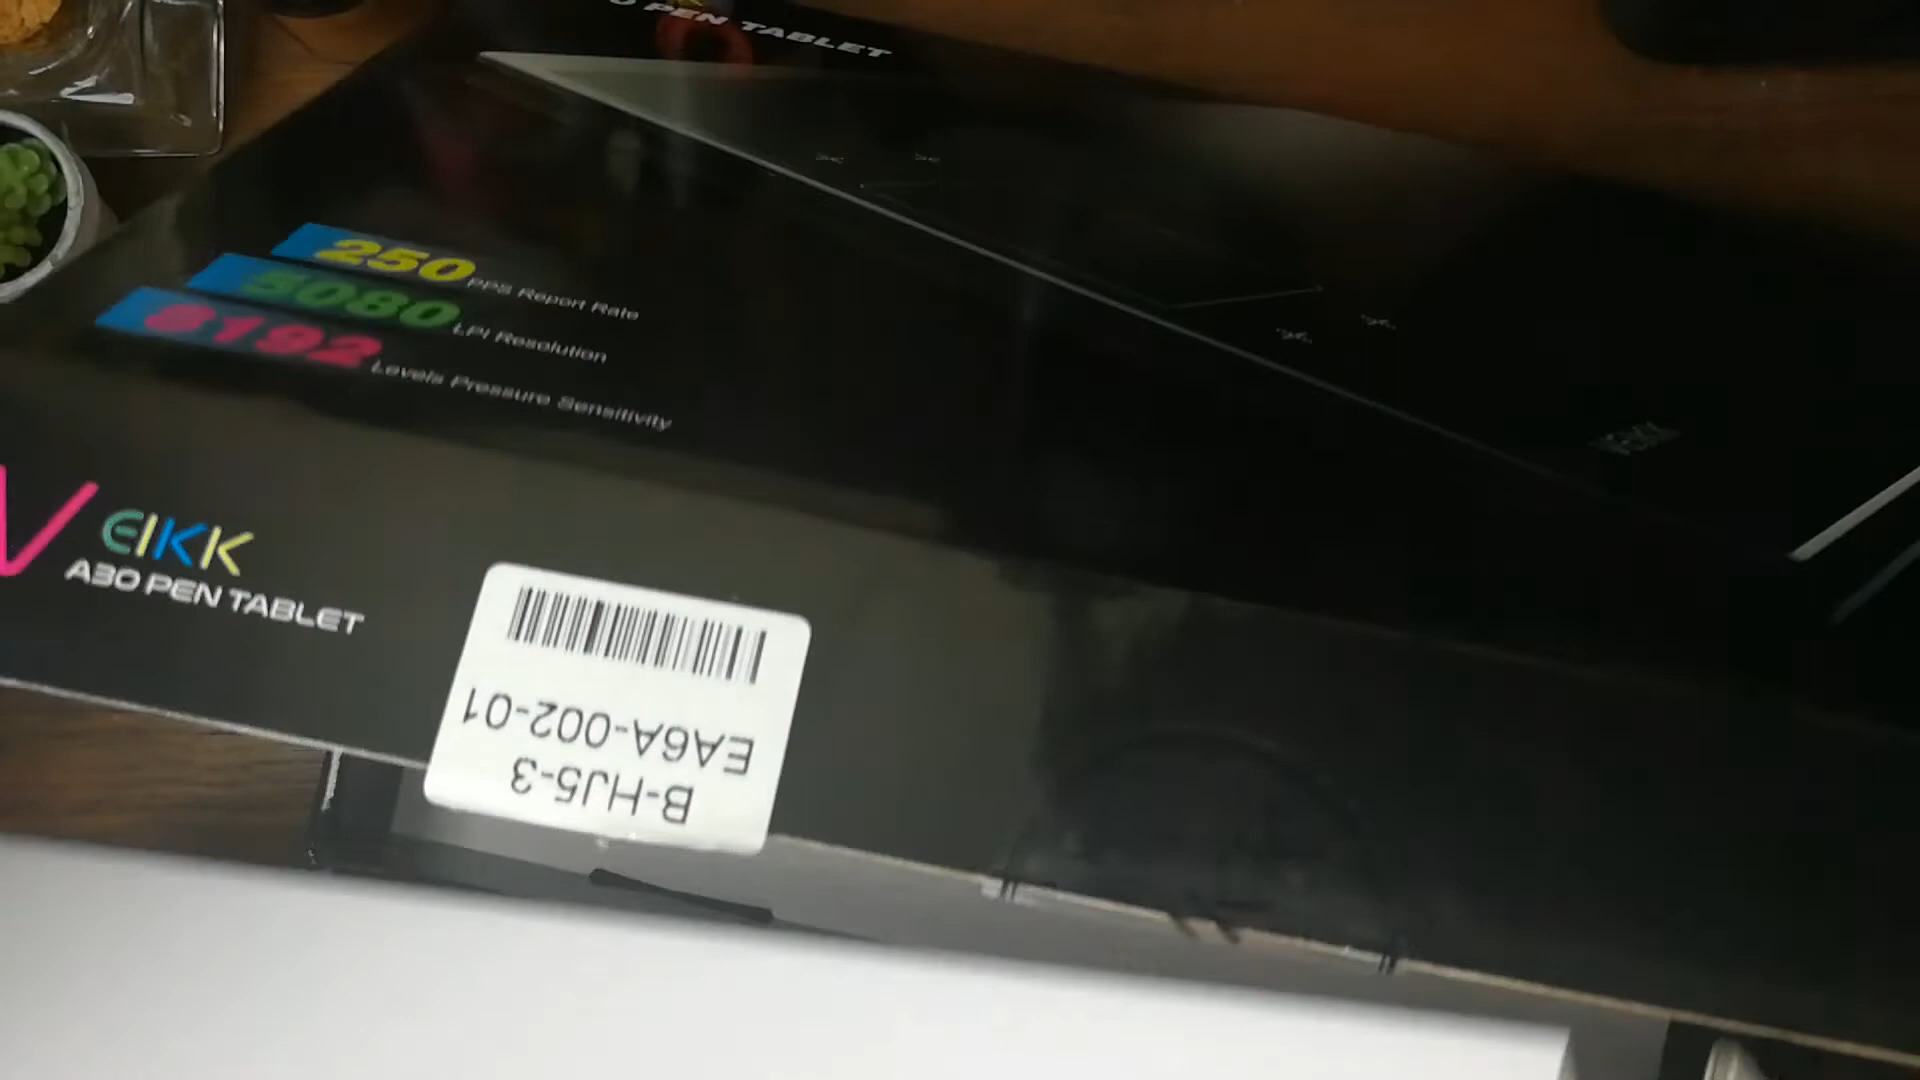 A30 PEN TABLET
250 PPS Report Rate
5080 LPI Resolution
8192 Levels Pressure Sensitivity
VEIKK
A30 PEN TABLET
B-HJ5-3
EA6A-002-01